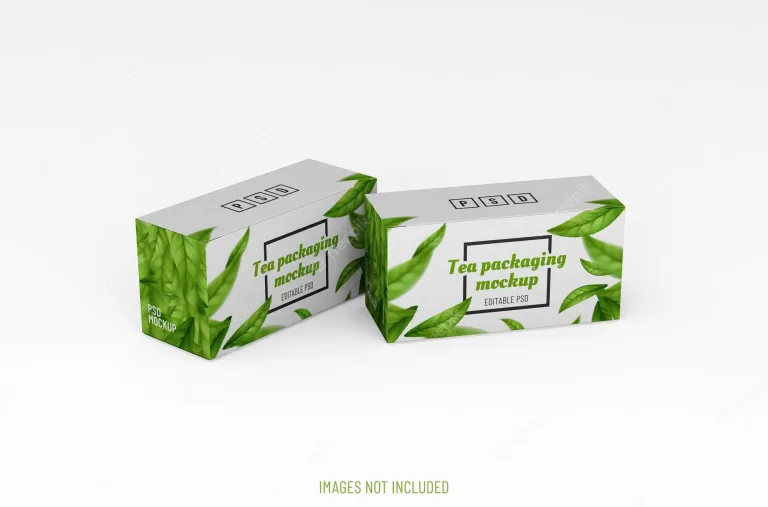 PSD
Tea packaging
mockup
EDITABLE PSD
PSD
MOCKUP
PSD
Tea packaging
mockup
EDITABLE PSD
IMAGES NOT INCLUDED